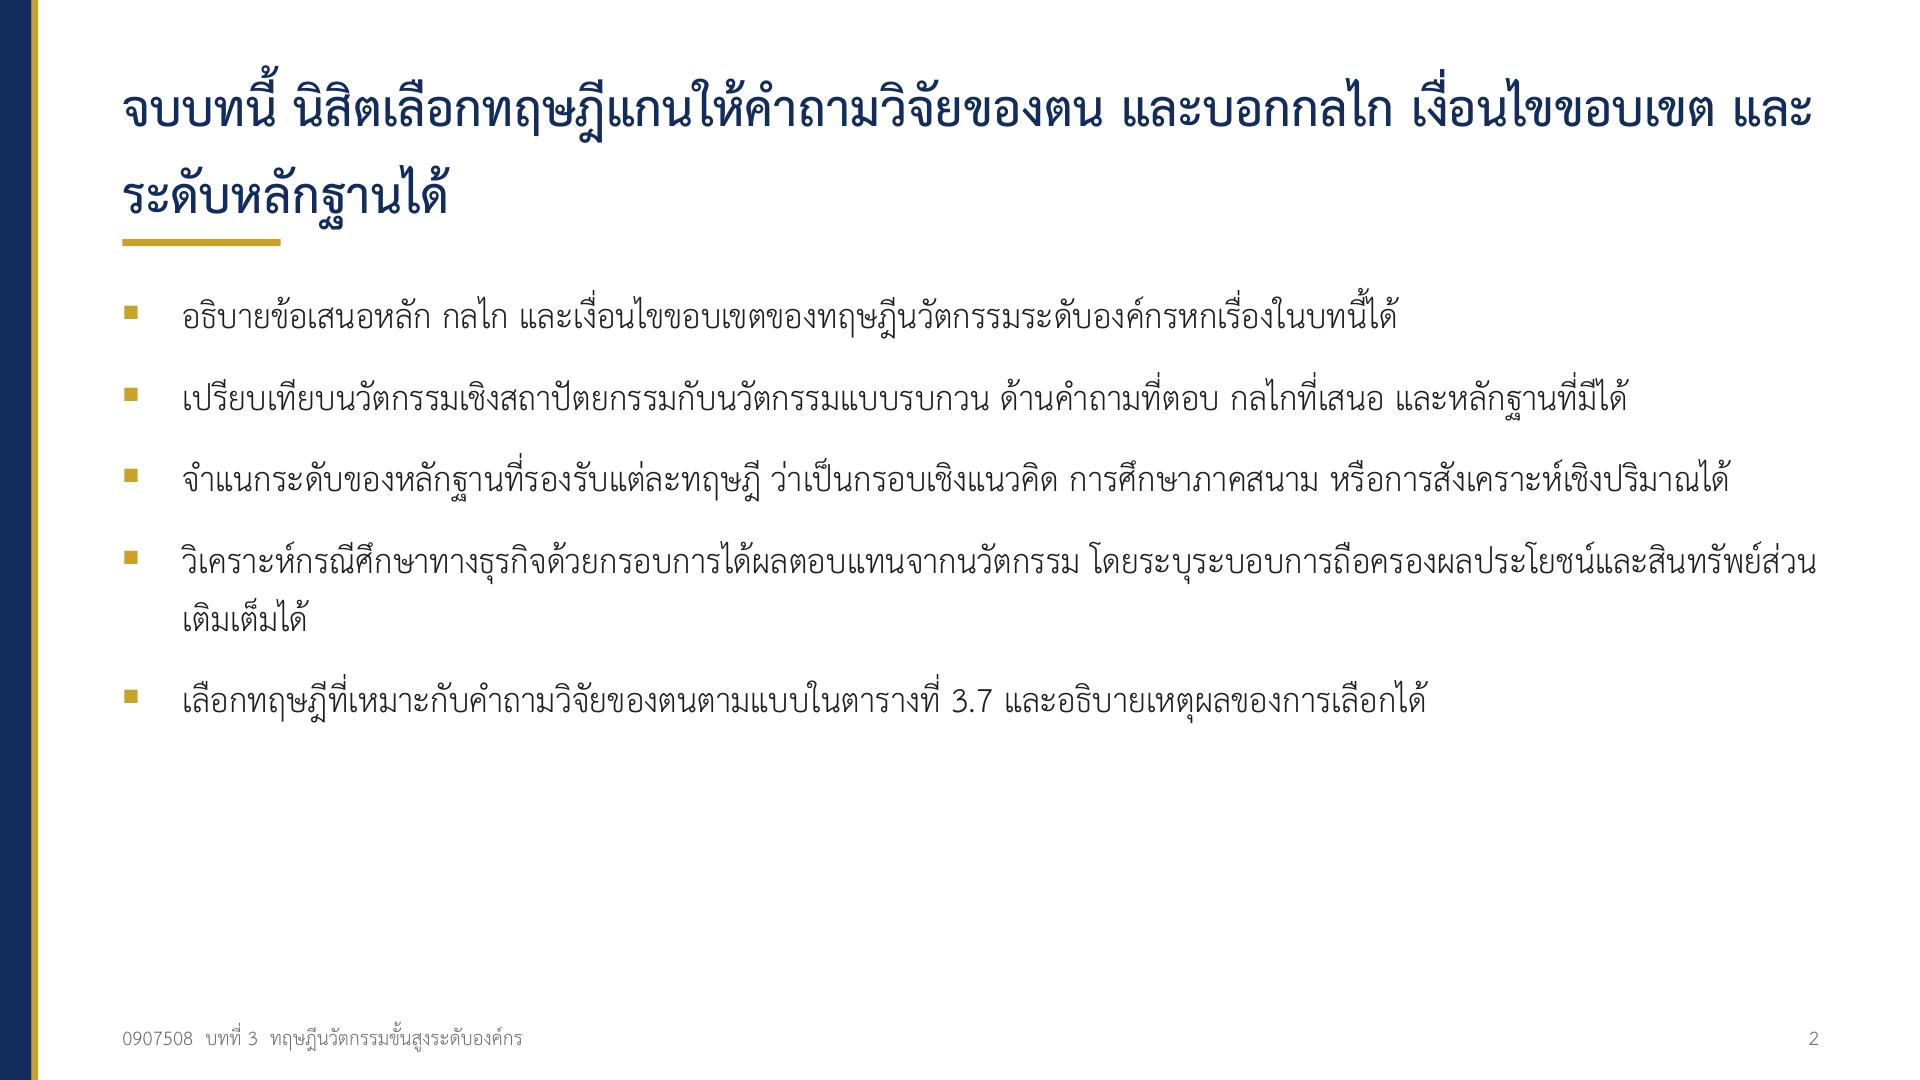 จบบทนี้ นิสิตเลือกทฤษฎีแกนให้คำถามวิจัยของตน และบอกกลไก เงื่อนไขขอบเขต และ
ระดับหลักฐานได้
อธิบายข้อเสนอหลัก กลไก และเงื่อนไขขอบเขตของทฤษฎีนวัตกรรมระดับองค์กรหกเรื่องในบทนี้ได้
เปรียบเทียบนวัตกรรมเชิงสถาปัตยกรรมกับนวัตกรรมแบบรบกวน ด้านคำถามที่ตอบ กลไกที่เสนอ และหลักฐานที่มีได้
จำแนกระดับของหลักฐานที่รองรับแต่ละทฤษฎี ว่าเป็นกรอบเชิงแนวคิด การศึกษาภาคสนาม หรือการสังเคราะห์เชิงปริมาณได้
วิเคราะห์กรณีศึกษาทางธุรกิจด้วยกรอบการได้ผลตอบแทนจากนวัตกรรม โดยระบุระบอบการถือครองผลประโยชน์และสินทรัพย์ส่วน
เติมเต็มได้
เลือกทฤษฎีที่เหมาะกับคำถามวิจัยของตนตามแบบในตารางที่ 3.7 และอธิบายเหตุผลของการเลือกได้
0907508 บทที่ 3 ทฤษฎีนวัตกรรมขั้นสูงระดับองค์กร
2